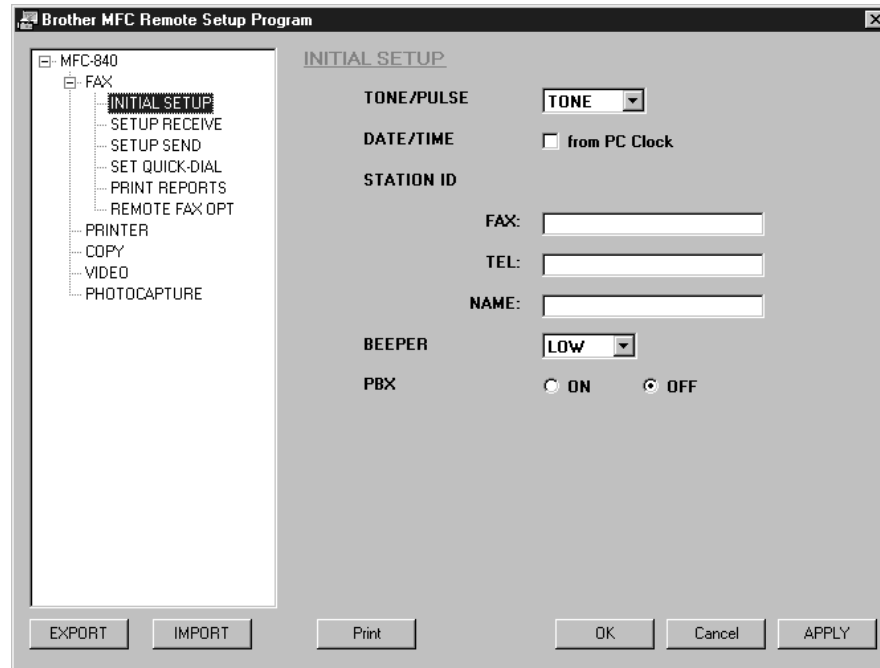 Brother MFC Remote Setup Program
MFC-840
FAX
INITIAL SETUP
SETUP RECEIVE
SETUP SEND
SET QUICK-DIAL
PRINT REPORTS
REMOTE FAX OPT
PRINTER
COPY
VIDEO
PHOTOCAPTURE
INITIAL SETUP
TONE/PULSE TONE
DATE/TIME from PC Clock
STATION ID
FAX:
TEL:
NAME:
BEEPER LOW
PBX ON OFF
EXPORT IMPORT Print OK Cancel APPLY